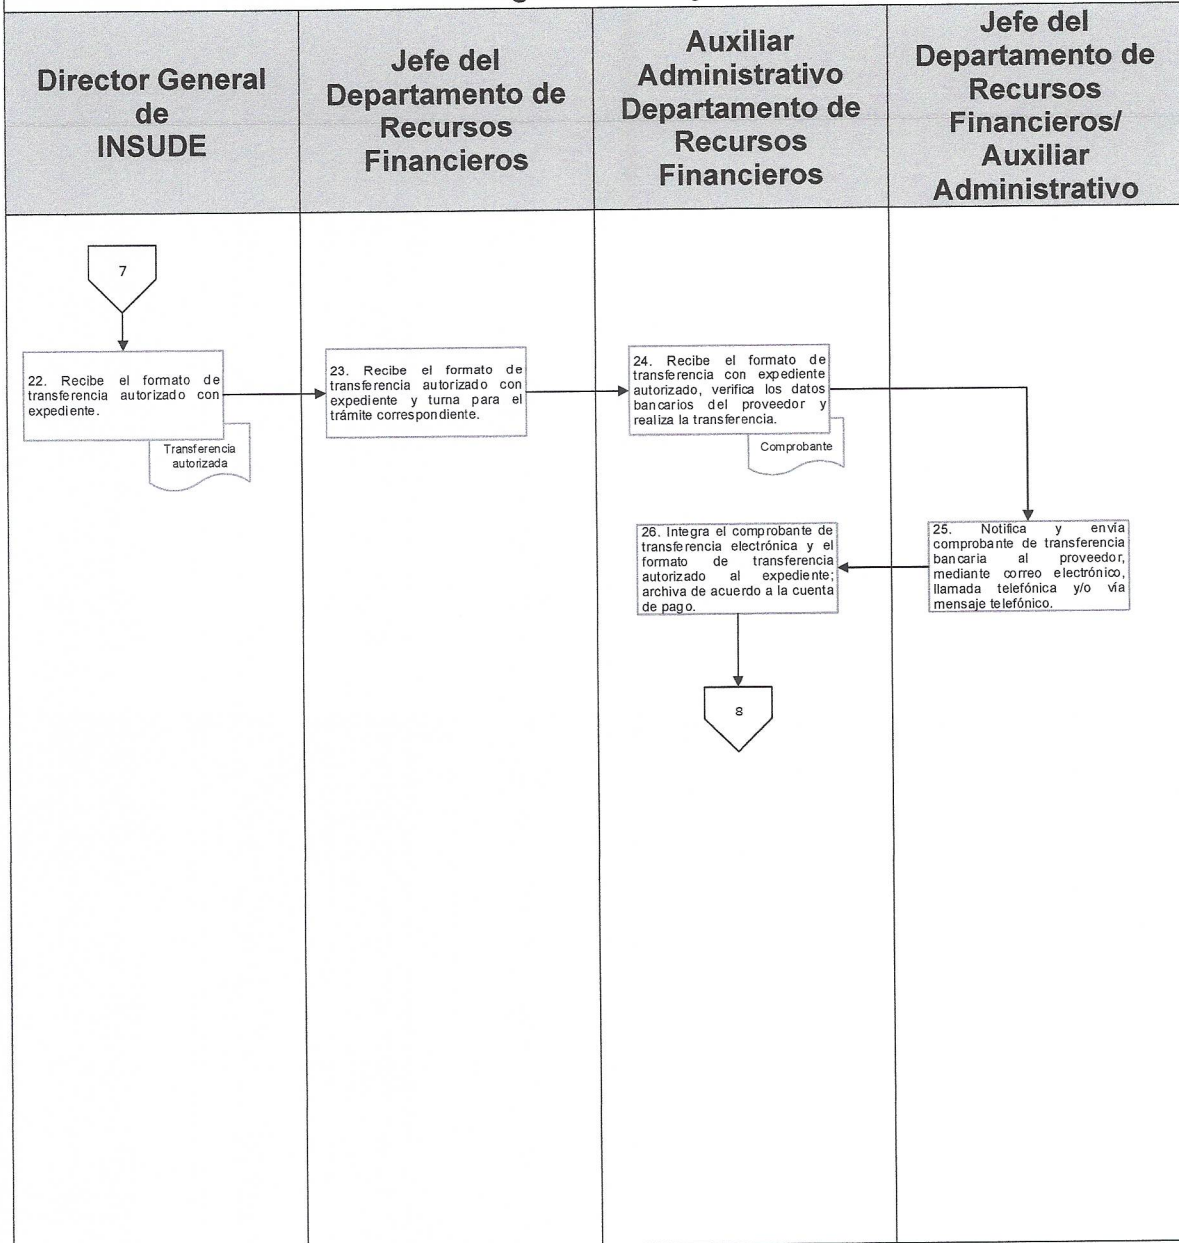 Director General
de
INSUDE
Jefe del
Departamento de
Recursos
Financieros
Auxiliar
Administrativo
Departamento de
Recursos
Financieros
Jefe del
Departamento de
Recursos
Financieros/
Auxiliar
Administrativo
7
22. Recibe el formato de
transferencia autorizado con
expediente.
Transferencia
autorizada
23. Recibe el formato de
transferencia autorizado con
expediente y turna para el
trámite correspondiente.
24. Recibe el formato de
transferencia con expediente
autorizado, verifica los datos
bancarios del proveedor y
realiza la transferencia.
Comprobante
25. Notifica y envía
comprobante de transferencia
bancaria al proveedor,
mediante correo electrónico,
llamada telefónica y/o vía
mensaje telefónico.
26. Integra el comprobante de
transferencia electrónica y el
formato de transferencia
autorizado al expediente;
archiva de acuerdo a la cuenta
de pago.
8